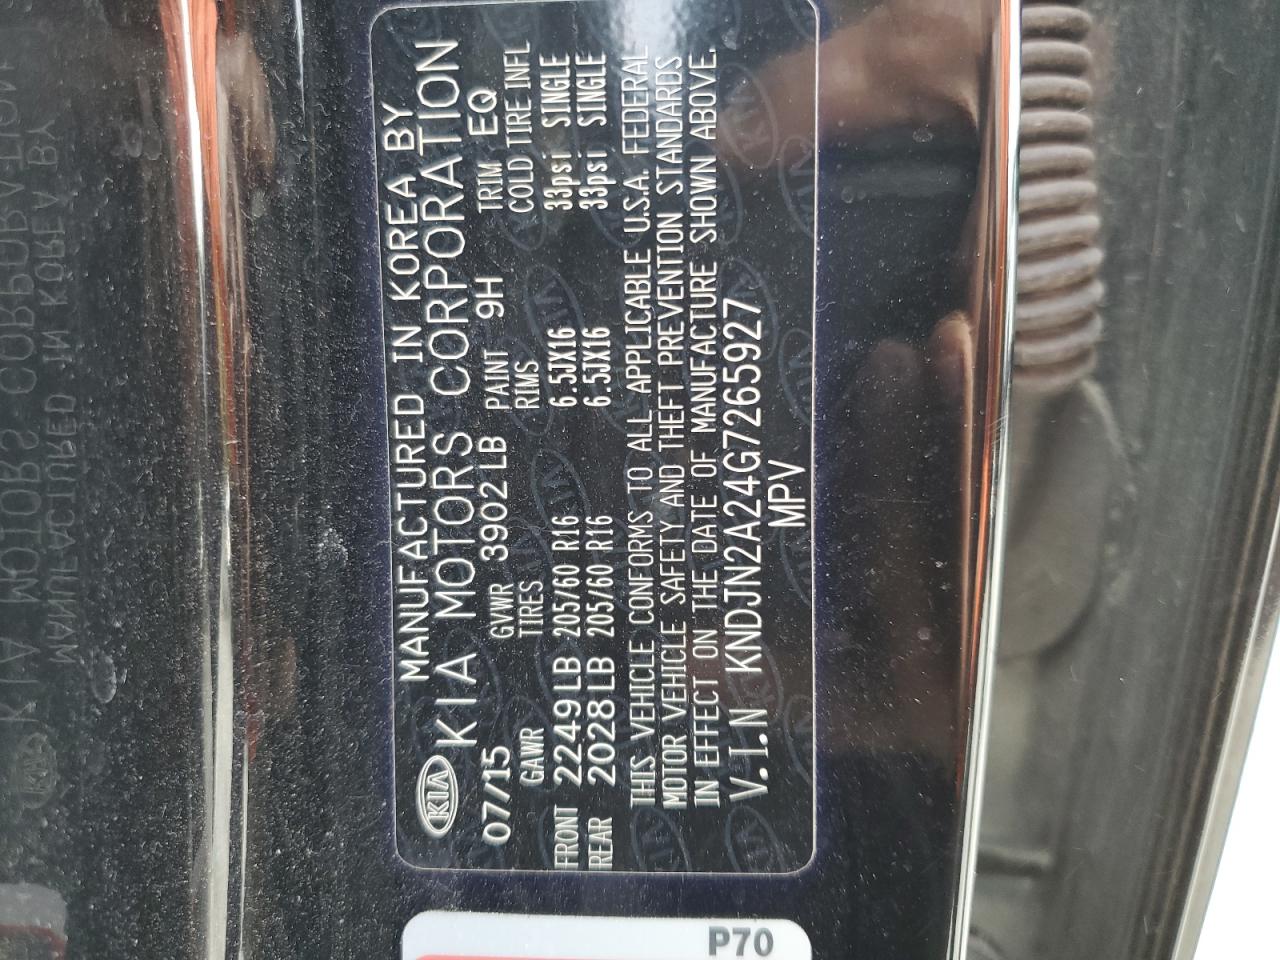 MANUFACTURED IN KOREA BY
KIA KIA MOTORS CORPORATION
07/15 GVWR 3902LB PAINT 9H TRIM EQ
GAWR TIRES RIMS COLD TIRE INFL
FRONT 2249LB 205/60 R16 6.5JX16 33psi SINGLE
REAR 2028LB 205/60 R16 6.5JX16 33psi SINGLE
THIS VEHICLE CONFORMS TO ALL APPLICABLE U.S.A. FEDERAL
MOTOR VEHICLE SAFETY AND THEFT PREVENTION STANDARDS
IN EFFECT ON THE DATE OF MANUFACTURE SHOWN ABOVE.
V.I.N KNDJN2A24G7265927
MPV
P70